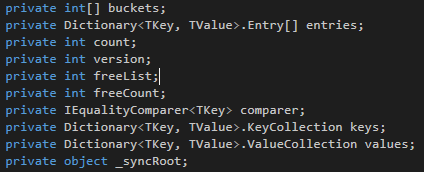 private int[] buckets;
private Dictionary<TKey, TValue>.Entry[] entries;
private int count;
private int version;
private int freeList;
private int freeCount;
private IEqualityComparer<TKey> comparer;
private Dictionary<TKey, TValue>.KeyCollection keys;
private Dictionary<TKey, TValue>.ValueCollection values;
private object _syncRoot;